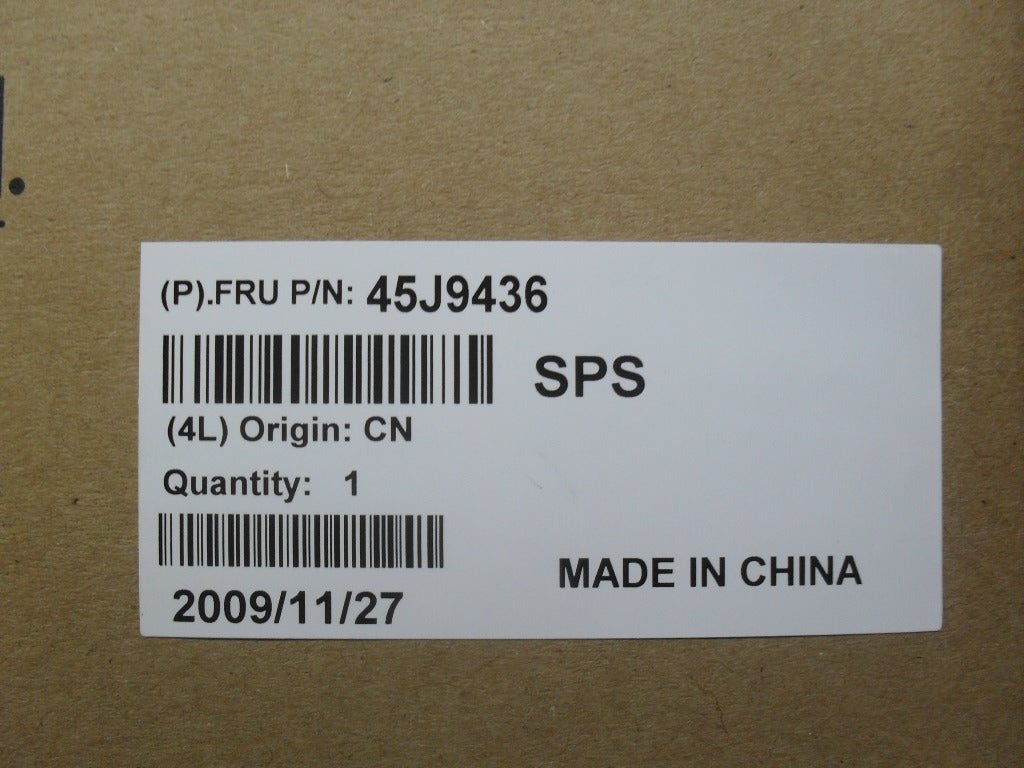 (P).FRU P/N: 45J9436
SPS
(4L) Origin: CN
Quantity: 1
2009/11/27
MADE IN CHINA